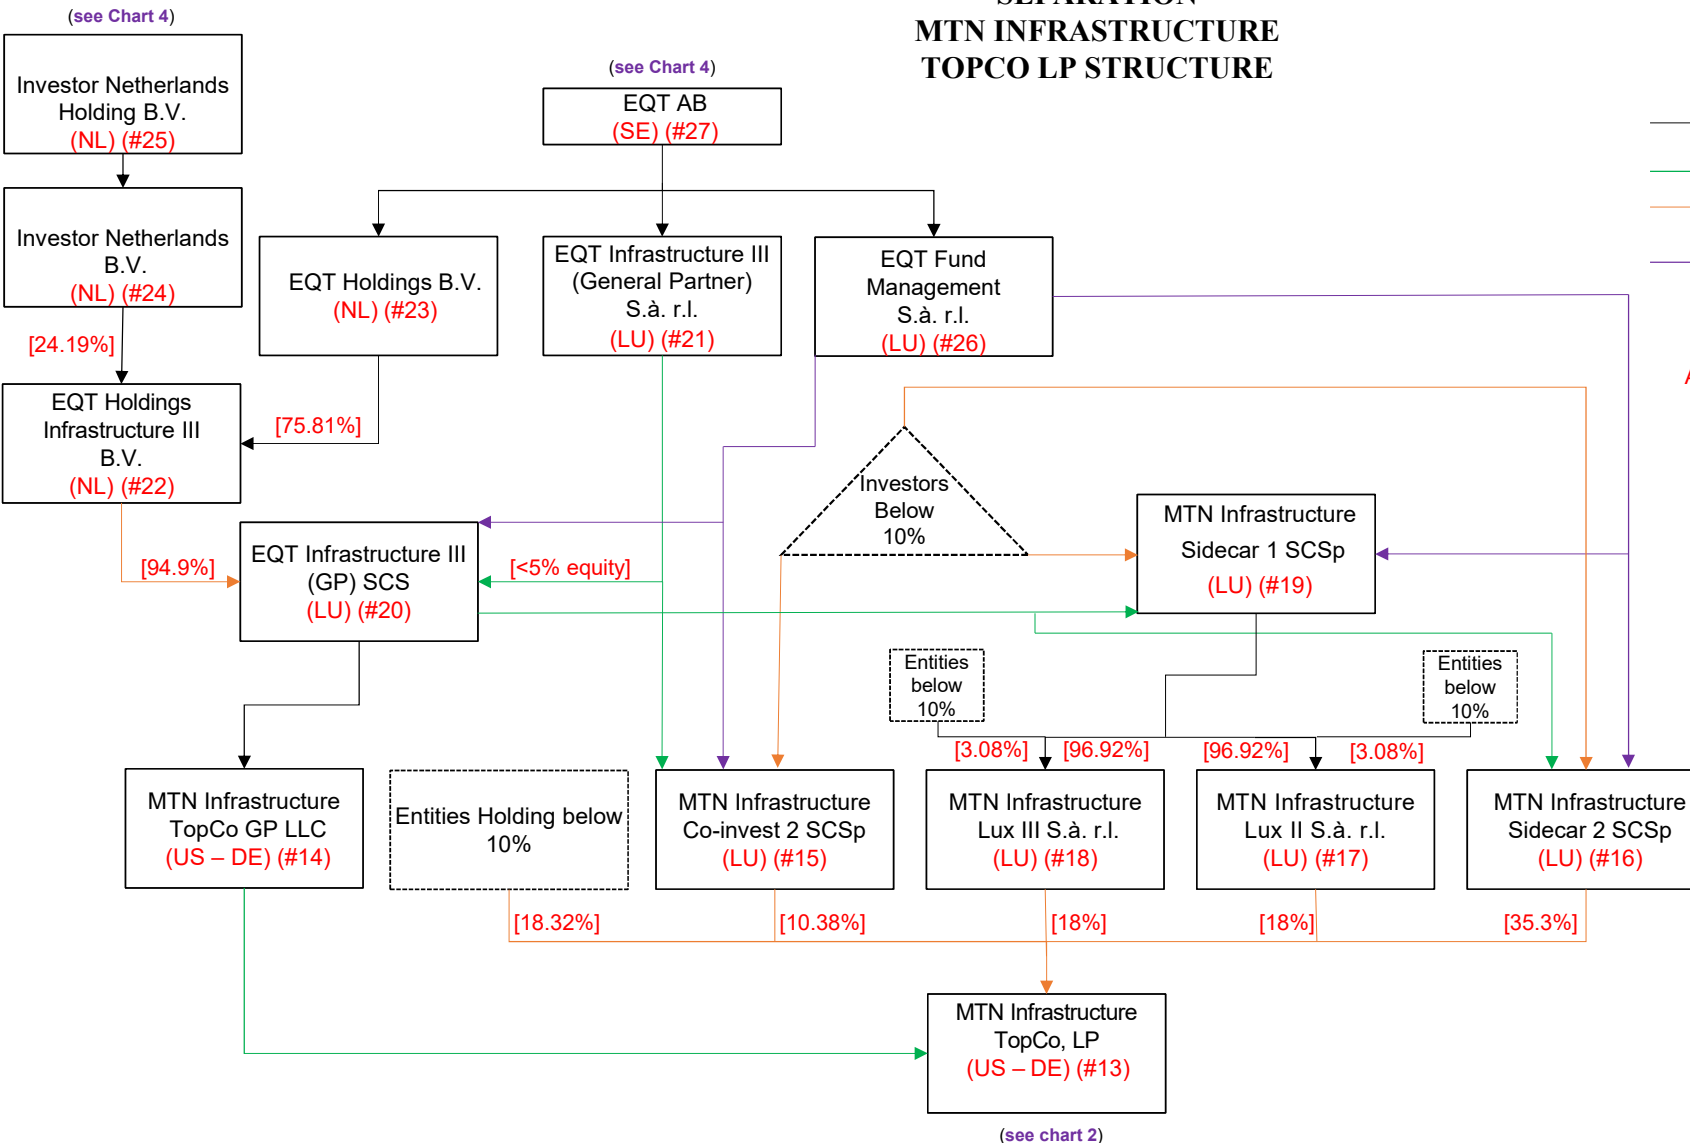 (see Chart 4)
MTN INFRASTRUCTURE
TOPCO LP STRUCTURE
Investor Netherlands
Holding B.V.
(NL) (#25)
(see Chart 4)
EQT AB
(SE) (#27)
Investor Netherlands
B.V.
(NL) (#24)
EQT Holdings B.V.
(NL) (#23)
EQT Infrastructure III
(General Partner)
S.à. r.l.
(LU) (#21)
EQT Fund
Management
S.à. r.l.
(LU) (#26)
[24.19%]
EQT Holdings
Infrastructure III
B.V.
(NL) (#22)
[75.81%]
Investors
Below
10%
MTN Infrastructure
Sidecar 1 SCSp
(LU) (#19)
[94.9%]
EQT Infrastructure III
(GP) SCS
(LU) (#20)
[<5% equity]
Entities
below
10%
Entities
below
10%
[3.08%]
[96.92%]
[96.92%]
[3.08%]
MTN Infrastructure
TopCo GP LLC
(US – DE) (#14)
Entities Holding below
10%
MTN Infrastructure
Co-invest 2 SCSp
(LU) (#15)
MTN Infrastructure
Lux III S.à. r.l.
(LU) (#18)
MTN Infrastructure
Lux II S.à. r.l.
(LU) (#17)
MTN Infrastructure
Sidecar 2 SCSp
(LU) (#16)
[18.32%]
[10.38%]
[18%]
[18%]
[35.3%]
MTN Infrastructure
TopCo, LP
(US – DE) (#13)
(see chart 2)